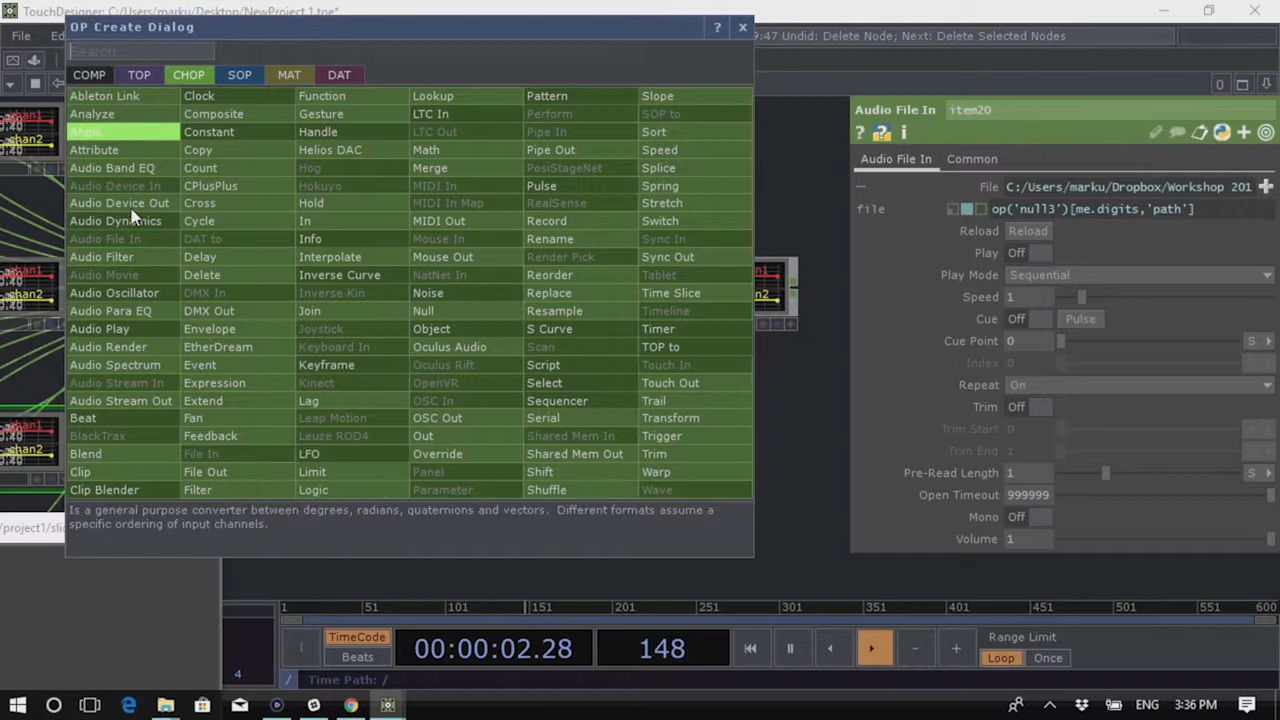 TouchDesigner: C:/Users/marku/Desktop/NewProject.1.toe*
OP Create Dialog
? x
File
Search...
:47 Undid: Delete Node; Next: Delete Selected Nodes
COMP TOP CHOP SOP MAT DAT
Ableton Link Clock Function Lookup Pattern Slope
Analyze Composite Gesture LTC In Perform SOP to
Angle Constant Handle LTC Out Pipe In Sort
Attribute Copy Helios DAC Math Pipe Out Speed
Audio Band EQ Count Hog Merge PosiStageNet Splice
Audio Device In CPlusPlus Hokuyo MIDI In Pulse Spring
Audio Device Out Cross Hold MIDI In Map RealSense Stretch
Audio Dynamics Cycle In MIDI Out Record Switch
Audio File In DAT to Info Mouse In Rename Sync In
Audio Filter Delay Interpolate Mouse Out Render Pick Sync Out
Audio Movie Delete Inverse Curve NatNet In Reorder Tablet
Audio Oscillator DMX In Inverse Kin Noise Replace Time Slice
Audio Para EQ DMX Out Join Null Resample Timeline
Audio Play Envelope Joystick Object S Curve Timer
Audio Render EtherDream Keyboard In Oculus Audio Scan TOP to
Audio Spectrum Event Keyframe Oculus Rift Script Touch In
Audio Stream In Expression Kinect OpenVR Select Touch Out
Audio Stream Out Extend Lag OSC In Sequencer Trail
Beat Fan Leap Motion OSC Out Serial Transform
BlackTrax Feedback Leuze ROD4 Out Shared Mem In Trigger
Blend File In LFO Override Shared Mem Out Trim
Clip File Out Limit Panel Shift Warp
Clip Blender Filter Logic Parameter Shuffle Wave
Is a general purpose converter between degrees, radians, quaternions and vectors. Different formats assume a
specific ordering of input channels.
chan1
chan2
chan1
chan2
chan1
chan2
0
Audio File In item20
? ? i
Audio File In Common
File C:/Users/marku/Dropbox/Workshop 201
file op('null3')[me.digits,'path']
Reload Reload
Play Off
Play Mode Sequential
Speed 1
Cue Off Pulse
Cue Point 0 S
Index 0
Repeat On
Trim Off
Trim Start 0
Trim End 1
Pre-Read Length 1 S
Open Timeout 999999
Mono Off
Volume 1
/project1/sli
4
1 51 101 151 201 251 301 351 401 451 501 551 600
TimeCode
Beats
00:00:02.28
148
Range Limit
Loop Once
/ Time Path: /
ENG 3:36 PM